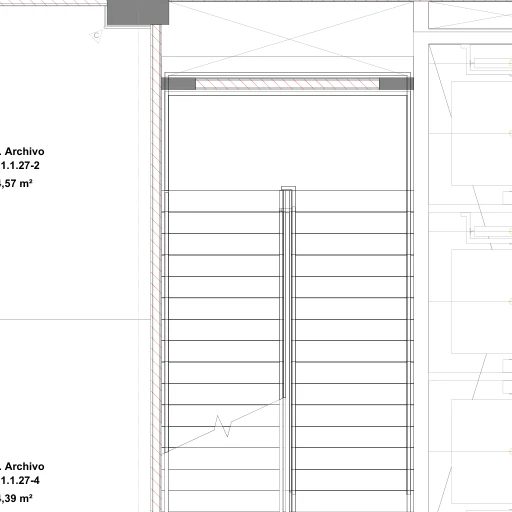 . Archivo
1.1.27-2
,57 m²
C
. Archivo
1.1.27-4
,39 m²